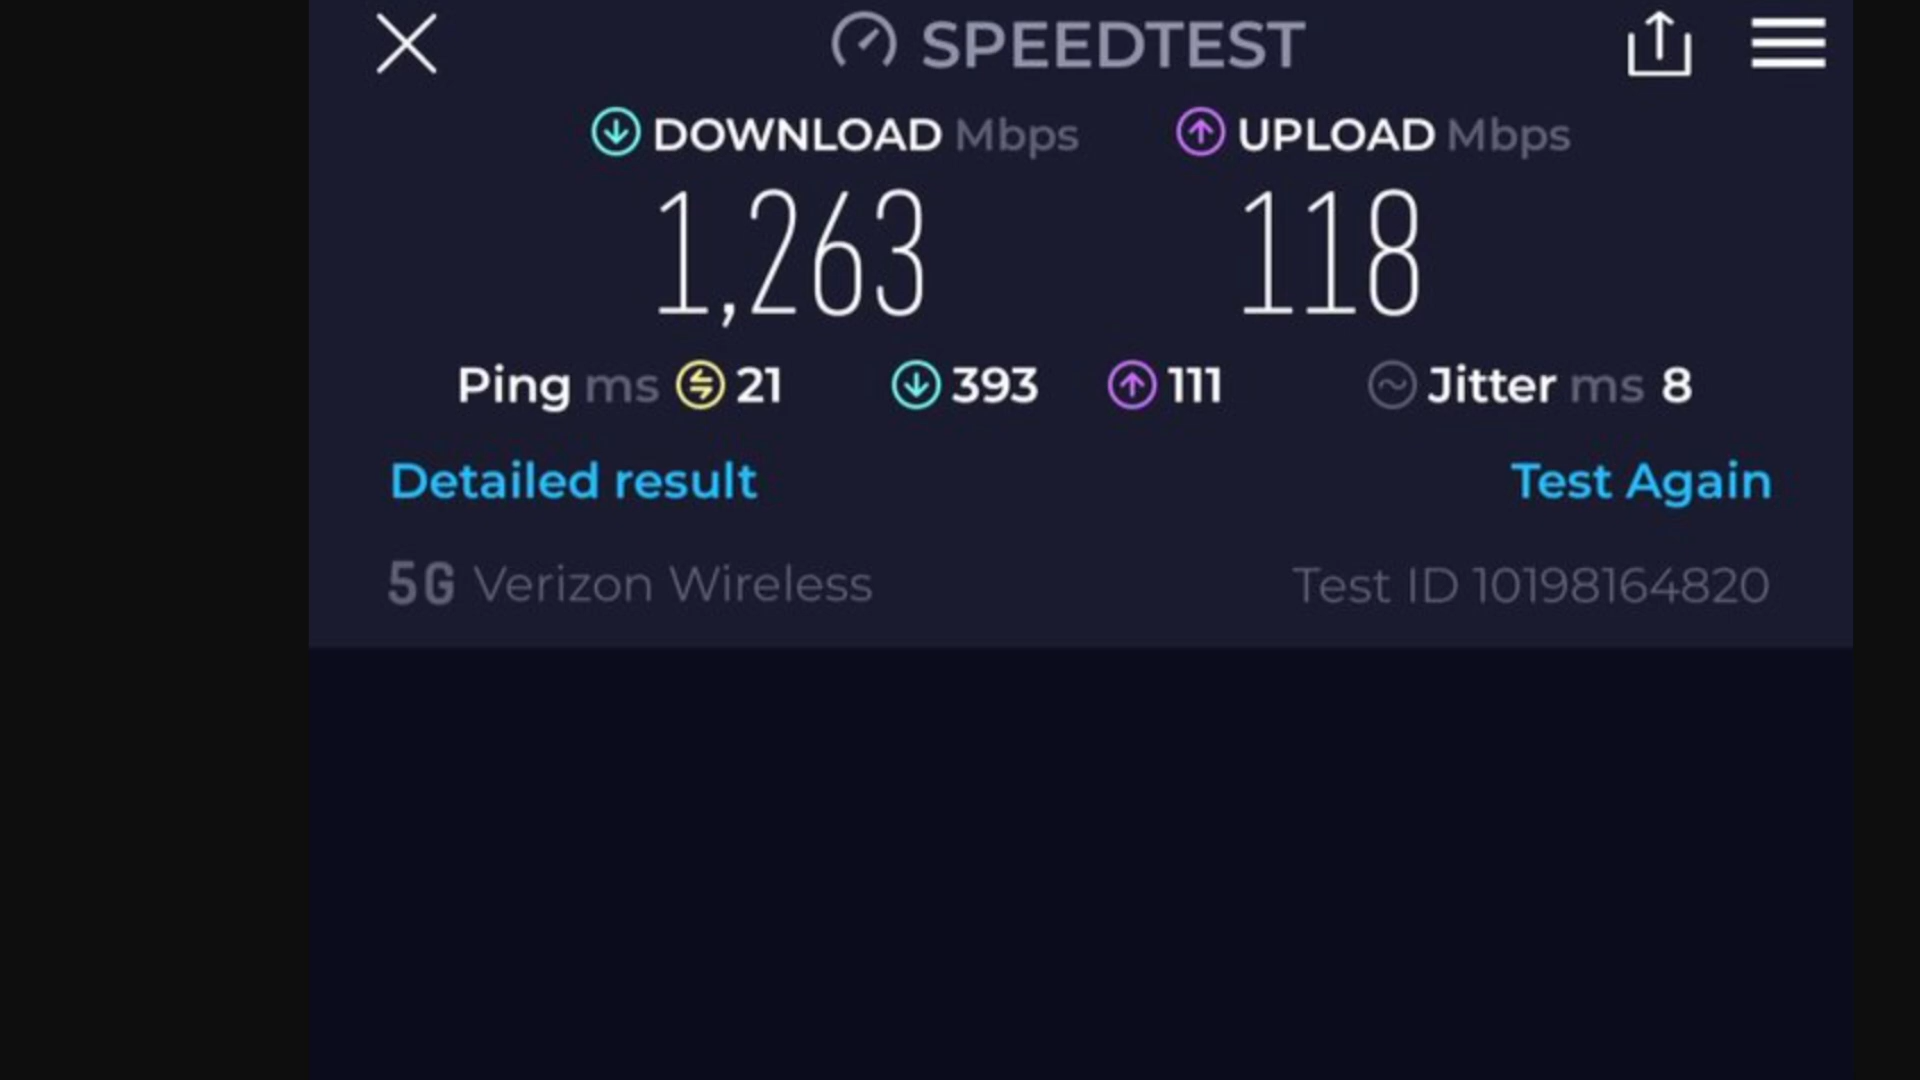 SPEEDTEST
DOWNLOAD Mbps UPLOAD Mbps
1,263 118
Ping ms 21 393 111 Jitter ms 8
Detailed result Test Again
5G Verizon Wireless Test ID 10198164820